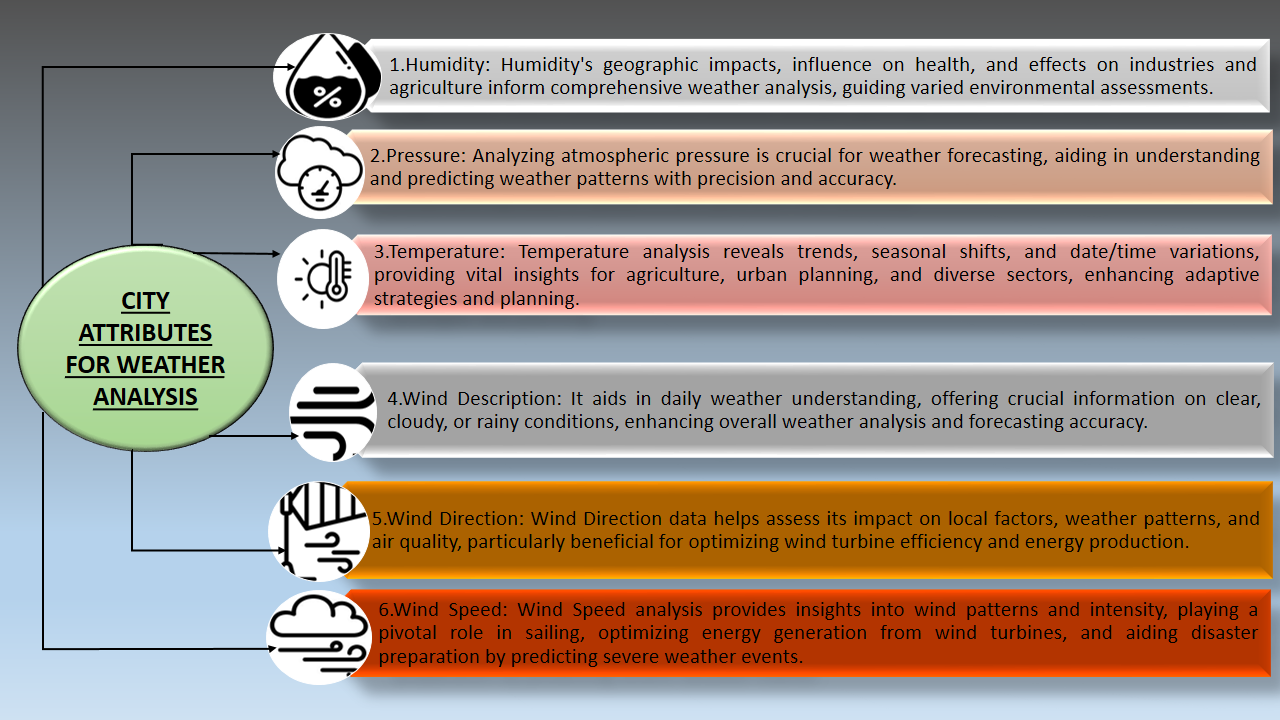 1.Humidity: Humidity's geographic impacts, influence on health, and effects on industries and
agriculture inform comprehensive weather analysis, guiding varied environmental assessments.
%
2.Pressure: Analyzing atmospheric pressure is crucial for weather forecasting, aiding in understanding
and predicting weather patterns with precision and accuracy.
3.Temperature: Temperature analysis reveals trends, seasonal shifts, and date/time variations,
providing vital insights for agriculture, urban planning, and diverse sectors, enhancing adaptive
strategies and planning.
CITY
ATTRIBUTES
FOR WEATHER
ANALYSIS
4.Wind Description: It aids in daily weather understanding, offering crucial information on clear,
cloudy, or rainy conditions, enhancing overall weather analysis and forecasting accuracy.
5.Wind Direction: Wind Direction data helps assess its impact on local factors, weather patterns, and
air quality, particularly beneficial for optimizing wind turbine efficiency and energy production.
6.Wind Speed: Wind Speed analysis provides insights into wind patterns and intensity, playing a
pivotal role in sailing, optimizing energy generation from wind turbines, and aiding disaster
preparation by predicting severe weather events.